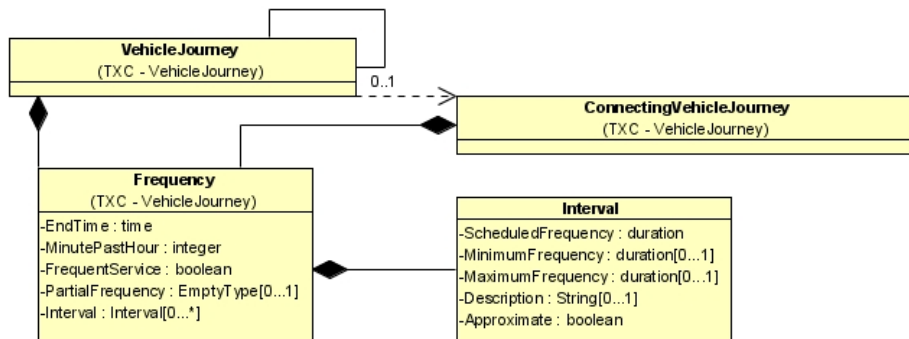 VehicleJourney
(TXC - VehicleJourney)
0..1
ConnectingVehicleJourney
(TXC - VehicleJourney)
Frequency
(TXC - VehicleJourney)
-EndTime : time
-MinutePastHour : integer
-FrequentService : boolean
-PartialFrequency : EmptyType[0...1]
-Interval : Interval[0...*]
Interval
-ScheduledFrequency : duration
-MinimumFrequency : duration[0...1]
-MaximumFrequency : duration[0...1]
-Description : String[0...1]
-Approximate : boolean